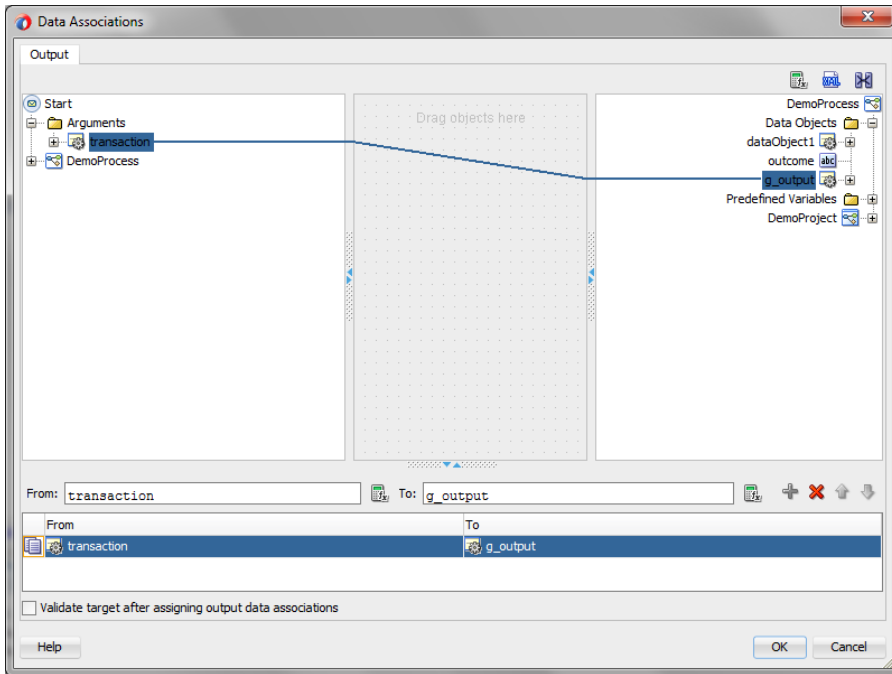 Data Associations
Output
Start
Arguments
transaction
DemoProcess
Drag objects here
DemoProcess
Data Objects
dataObject1
outcome abc
g_output
Predefined Variables
DemoProject
From: transaction To: g_output
From To
transaction g_output
Validate target after assigning output data associations
Help OK Cancel